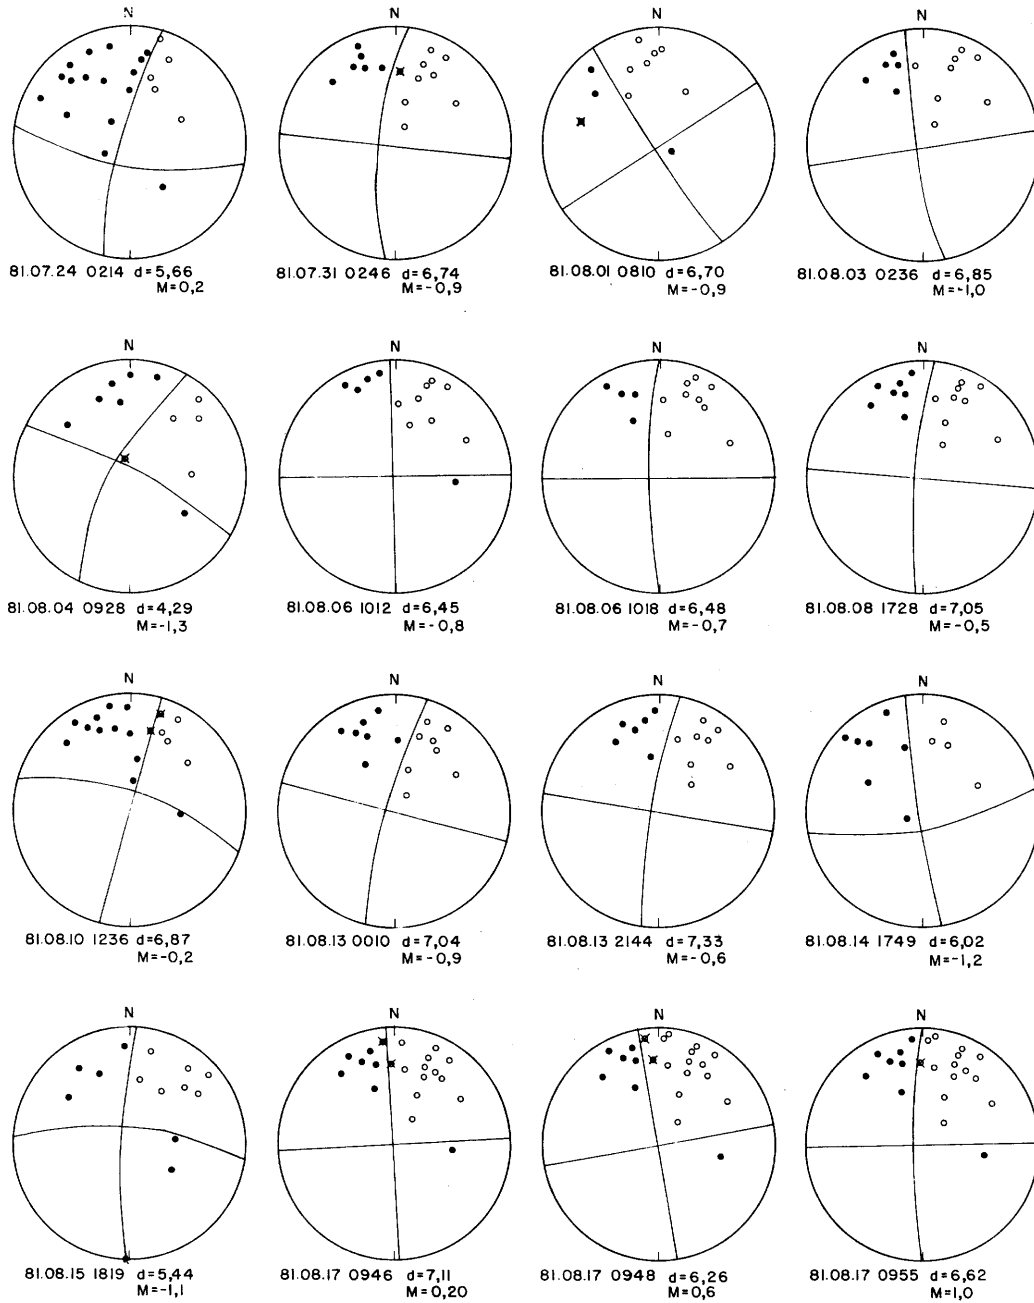 N
N
N
N
81.07.24 0214 d=5,66
M=0,2
81.07.31 0246 d=6,74
M=-0,9
81.08.01 0810 d=6,70
M=-0,9
81.08.03 0236 d=6,85
M=-1,0
N
N
N
N
81.08.04 0928 d=4,29
M=-1,3
81.08.06 1012 d=6,45
M=-0,8
81.08.06 1018 d=6,48
M=-0,7
81.08.08 1728 d=7,05
M=-0,5
N
N
N
N
81.08.10 1236 d=6,87
M=-0,2
81.08.13 0010 d=7,04
M=-0,9
81.08.13 2144 d=7,33
M=-0,6
81.08.14 1749 d=6,02
M=-1,2
N
N
N
N
81.08.15 1819 d=5,44
M=-1,1
81.08.17 0946 d=7,11
M=0,20
81.08.17 0948 d=6,26
M=0,6
81.08.17 0955 d=6,62
M=1,0